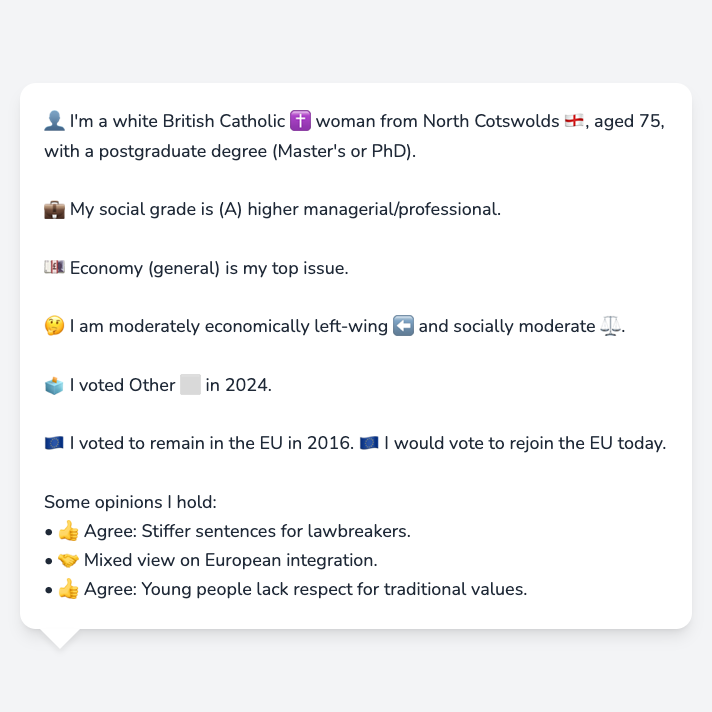 👤 I'm a white British Catholic ✝️ woman from North Cotswolds 🏴󠁧󠁢󠁥󠁮󠁧󠁿, aged 75,
with a postgraduate degree (Master's or PhD).
💼 My social grade is (A) higher managerial/professional.
💷 Economy (general) is my top issue.
🤔 I am moderately economically left-wing ⬅️ and socially moderate ⚖️.
🗳️ I voted Other ⬜ in 2024.
🇪🇺 I voted to remain in the EU in 2016. 🇪🇺 I would vote to rejoin the EU today.
Some opinions I hold:
• 👍 Agree: Stiffer sentences for lawbreakers.
• 🤝 Mixed view on European integration.
• 👍 Agree: Young people lack respect for traditional values.